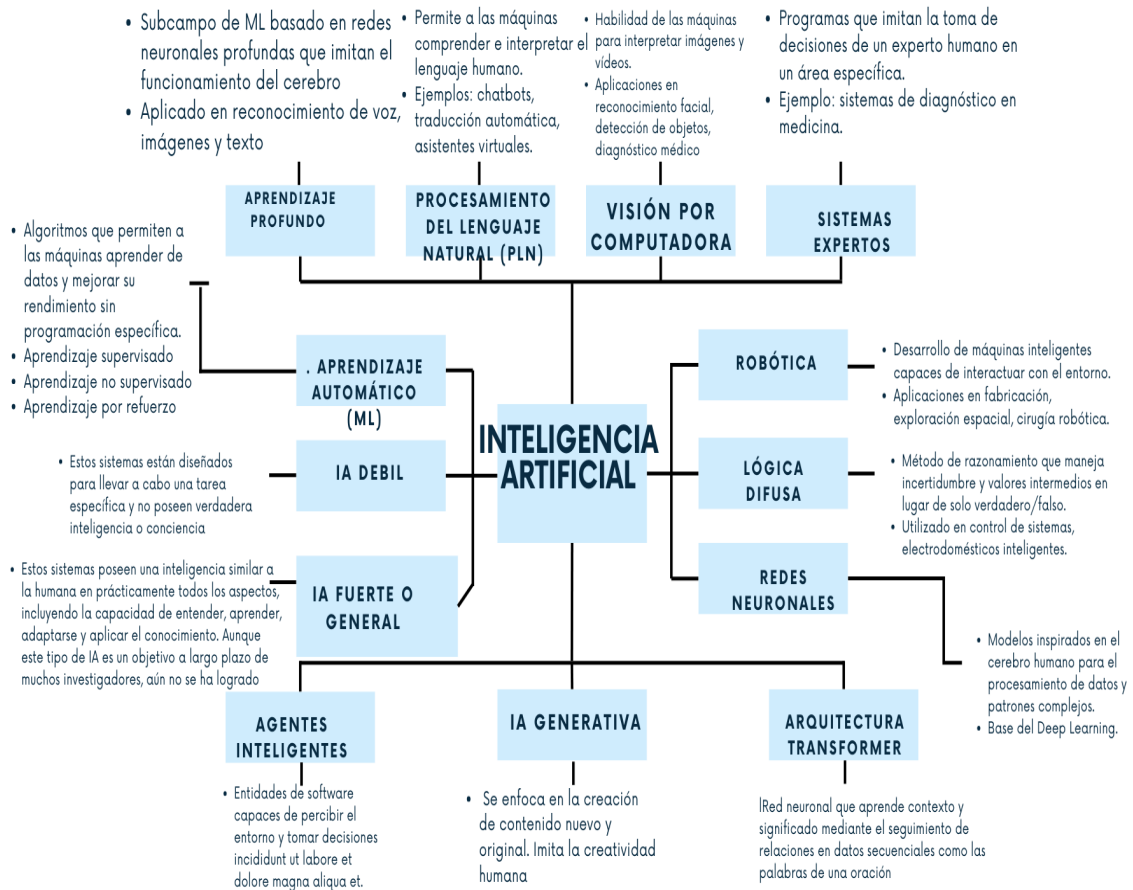 • Subcampo de ML basado en redes
neuronales profundas que imitan el
funcionamiento del cerebro
• Aplicado en reconocimiento de voz,
imágenes y texto
• Permite a las máquinas
comprender e interpretar el
lenguaje humano.
• Ejemplos: chatbots,
traducción automática,
asistentes virtuales.
• Habilidad de las máquinas
para interpretar imágenes y
vídeos.
• Aplicaciones en
reconocimiento facial,
detección de objetos,
diagnóstico médico
• Programas que imitan la toma de
decisiones de un experto humano en
un área específica.
• Ejemplo: sistemas de diagnóstico en
medicina.
APRENDIZAJE
PROFUNDO
PROCESAMIENTO
DEL LENGUAJE
NATURAL (PLN)
VISIÓN POR
COMPUTADORA
SISTEMAS
EXPERTOS
• Algoritmos que permiten a
las máquinas aprender de
datos y mejorar su
rendimiento sin
programación específica.
• Aprendizaje supervisado
• Aprendizaje no supervisado
• Aprendizaje por refuerzo
. APRENDIZAJE
AUTOMÁTICO
(ML)
ROBÓTICA
• Desarrollo de máquinas inteligentes
capaces de interactuar con el entorno.
• Aplicaciones en fabricación,
exploración espacial, cirugía robótica.
INTELIGENCIA
ARTIFICIAL
• Estos sistemas están diseñados
para llevar a cabo una tarea
específica y no poseen verdadera
inteligencia o conciencia
IA DEBIL
LÓGICA
DIFUSA
• Método de razonamiento que maneja
incertidumbre y valores intermedios en
lugar de solo verdadero/falso.
• Utilizado en control de sistemas,
electrodomésticos inteligentes.
• Estos sistemas poseen una inteligencia similar a
la humana en prácticamente todos los aspectos,
incluyendo la capacidad de entender, aprender,
adaptarse y aplicar el conocimiento. Aunque
este tipo de IA es un objetivo a largo plazo de
muchos investigadores, aún no se ha logrado
IA FUERTE O
GENERAL
REDES
NEURONALES
• Modelos inspirados en el
cerebro humano para el
procesamiento de datos y
patrones complejos.
• Base del Deep Learning.
AGENTES
INTELIGENTES
IA GENERATIVA
ARQUITECTURA
TRANSFORMER
• Entidades de software
capaces de percibir el
entorno y tomar decisiones
incididunt ut labore et
dolore magna aliqua et.
• Se enfoca en la creación
de contenido nuevo y
original. Imita la creatividad
humana
lRed neuronal que aprende contexto y
significado mediante el seguimiento de
relaciones en datos secuenciales como las
palabras de una oración